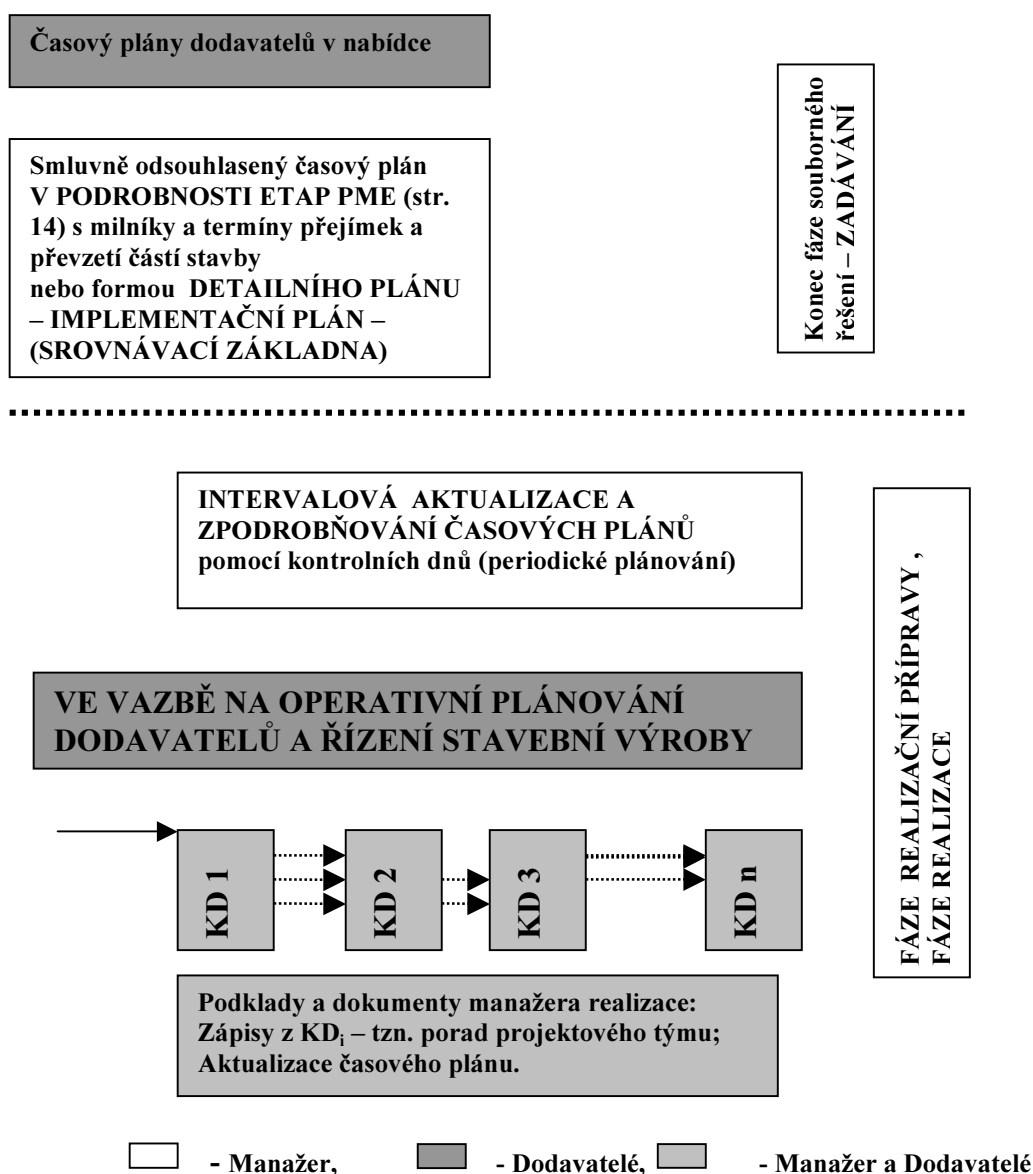 Časový plány dodavatelů v nabídce
Konec fáze souborného
řešení – ZADÁVÁNÍ
Smluvně odsouhlasený časový plán
V PODROBNOSTI ETAP PME (str.
14) s milníky a termíny přejímek a
převzetí částí stavby
nebo formou DETAILNÍHO PLÁNU
– IMPLEMENTAČNÍ PLÁN –
(SROVNÁVACÍ ZÁKLADNA)
INTERVALOVÁ AKTUALIZACE A
ZPODROBŇOVÁNÍ ČASOVÝCH PLÁNŮ
pomocí kontrolních dnů (periodické plánování)
FÁZE REALIZAČNÍ PŘÍPRAVY ,
FÁZE REALIZACE
VE VAZBĚ NA OPERATIVNÍ PLÁNOVÁNÍ
DODAVATELŮ A ŘÍZENÍ STAVEBNÍ VÝROBY
KD 1
KD 2
KD 3
KD n
Podklady a dokumenty manažera realizace:
Zápisy z KDi – tzn. porad projektového týmu;
Aktualizace časového plánu.
- Manažer, - Dodavatelé, - Manažer a Dodavatelé